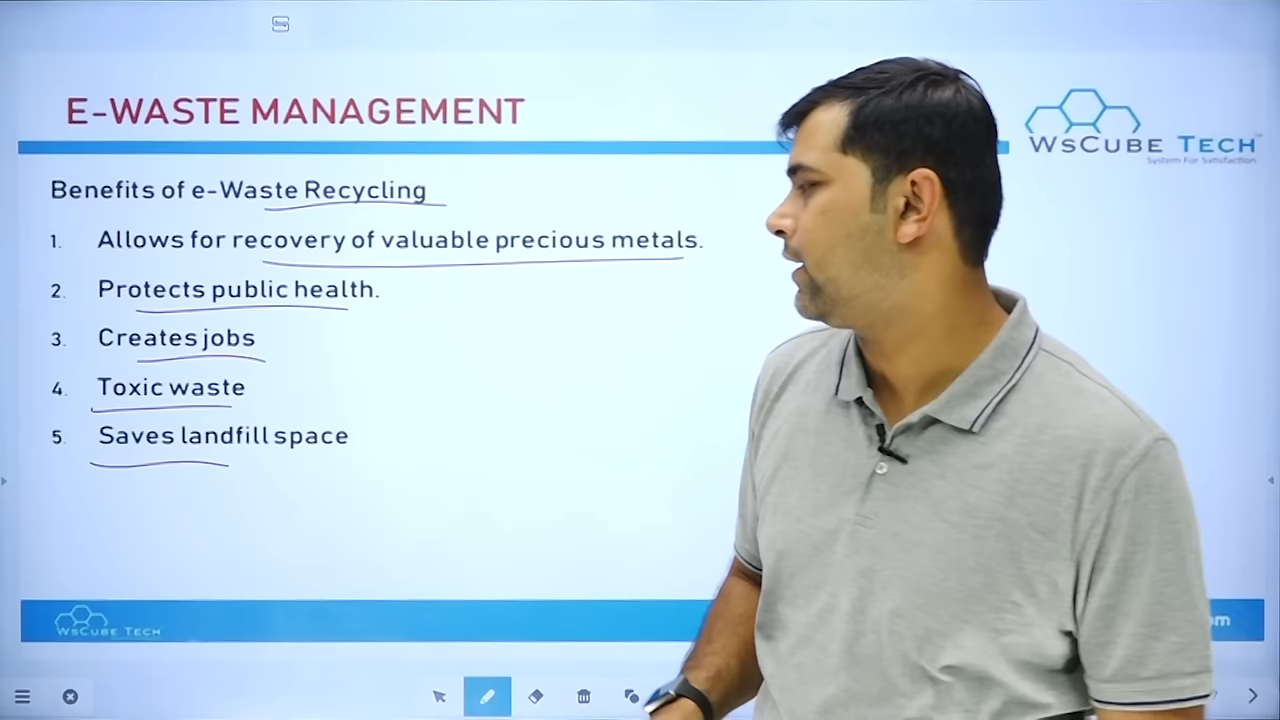 E-WASTE MANAGEMENT
WsCube Tech
System For Satisfaction
Benefits of e-Waste Recycling
1. Allows for recovery of valuable precious metals.
2. Protects public health.
3. Creates jobs
4. Toxic waste
5. Saves landfill space
WsCube Tech